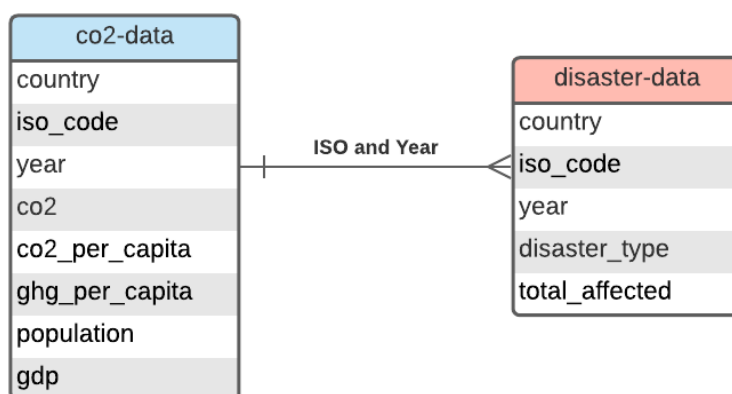 co2-data
country
iso_code
year
co2
co2_per_capita
ghg_per_capita
population
gdp
ISO and Year
disaster-data
country
iso_code
year
disaster_type
total_affected